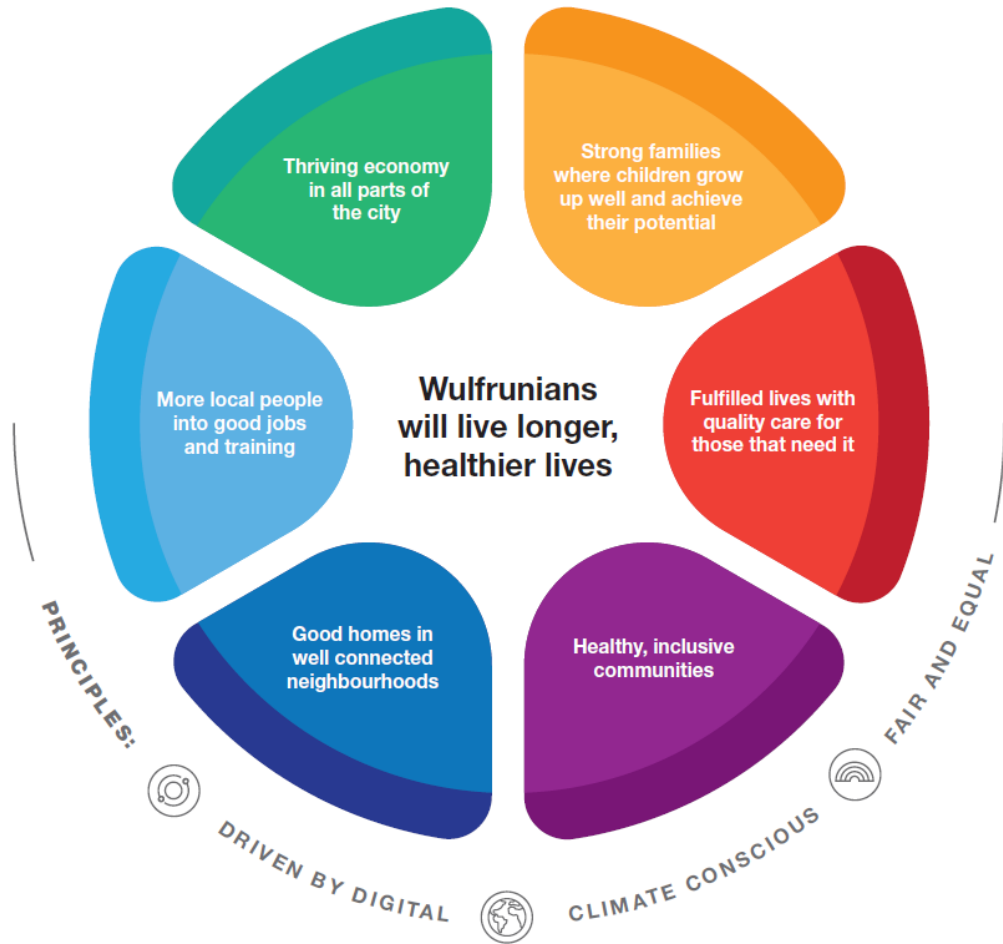 Thriving economy
in all parts of
the city
Strong families
where children grow
up well and achieve
their potential
More local people
into good jobs
and training
Wulfrunians
will live longer,
healthier lives
Fulfilled lives with
quality care for
those that need it
Good homes in
well connected
neighbourhoods
Healthy, inclusive
communities
PRINCIPLES:
DRIVEN BY DIGITAL
CLIMATE CONSCIOUS
FAIR AND EQUAL